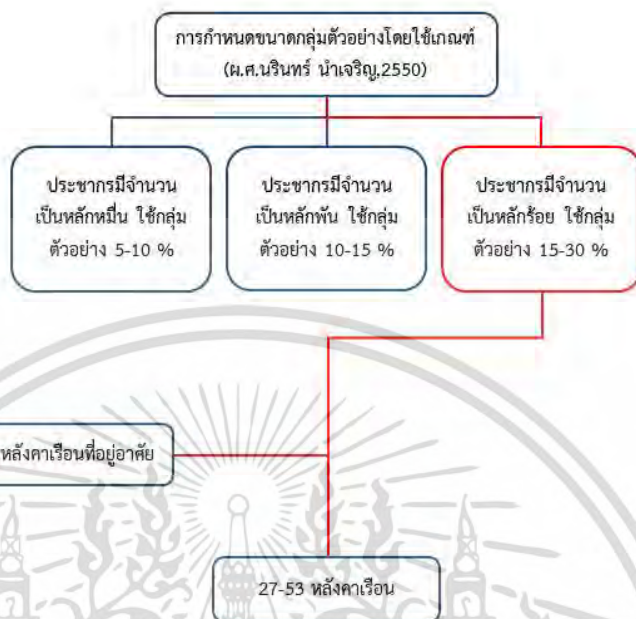 การกำหนดขนาดกลุ่มตัวอย่างโดยใช้เกณฑ์
(ผ.ศ.นรินทร์ นำเจริญ,2550)
ประชากรมีจำนวน
เป็นหลักหมื่น ใช้กลุ่ม
ตัวอย่าง 5-10 %
ประชากรมีจำนวน
เป็นหลักพัน ใช้กลุ่ม
ตัวอย่าง 10-15 %
ประชากรมีจำนวน
เป็นหลักร้อย ใช้กลุ่ม
ตัวอย่าง 15-30 %
หลังคาเรือนที่อยู่อาศัย
27-53 หลังคาเรือน